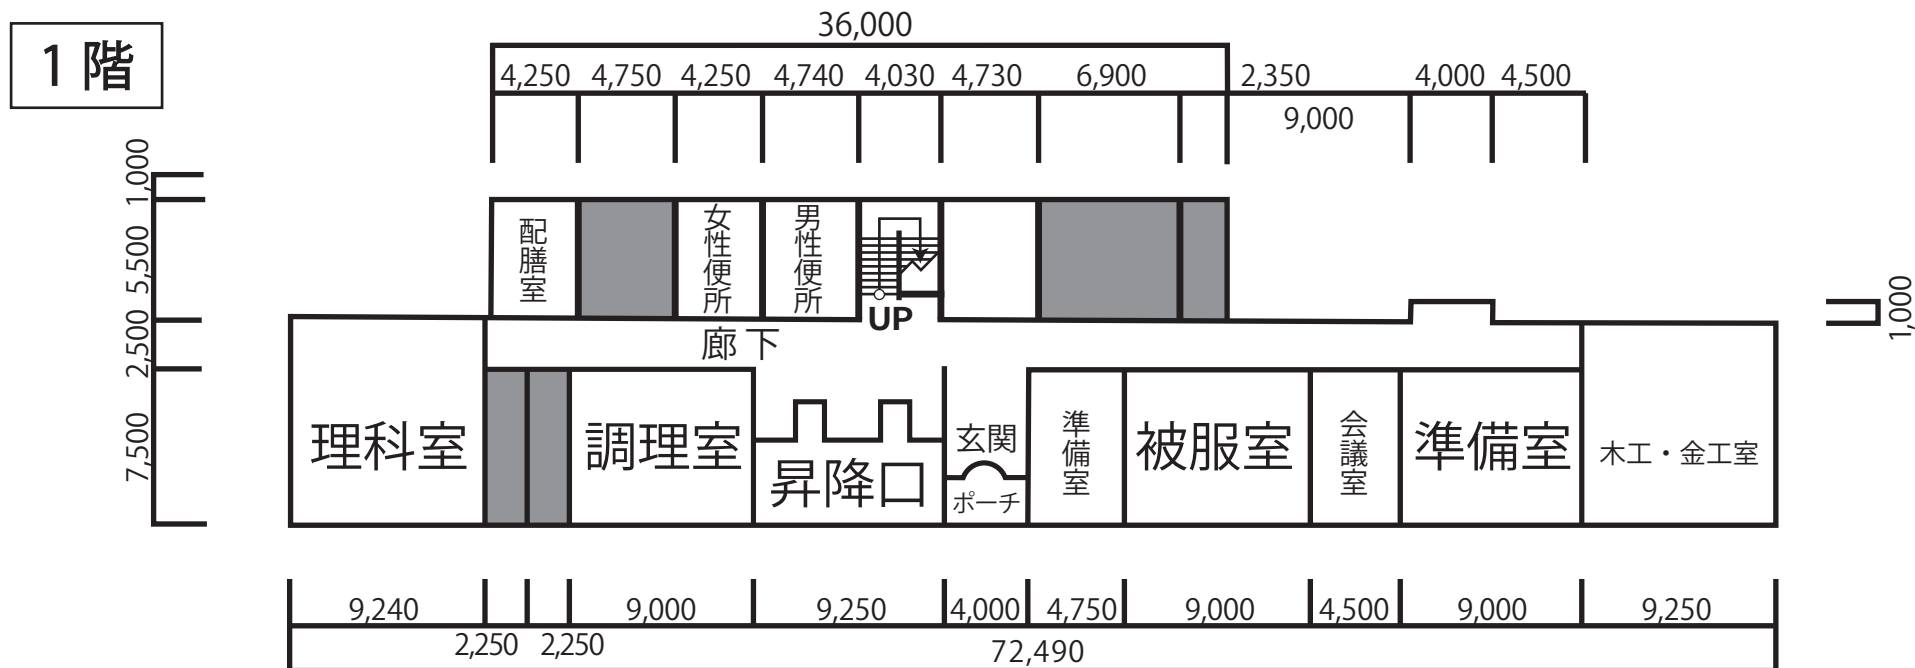 1階
36,000
4,250 4,750 4,250 4,740 4,030 4,730 6,900 2,350 4,000 4,500
9,000
1,000
5,500
2,500
7,500
1,000
配膳室
女性便所
男性便所
UP
廊下
理科室
調理室
昇降口
玄関
ポーチ
準備室
被服室
会議室
準備室
木工・金工室
9,240 9,000 9,250 4,000 4,750 9,000 4,500 9,000 9,250
2,250 2,250
72,490